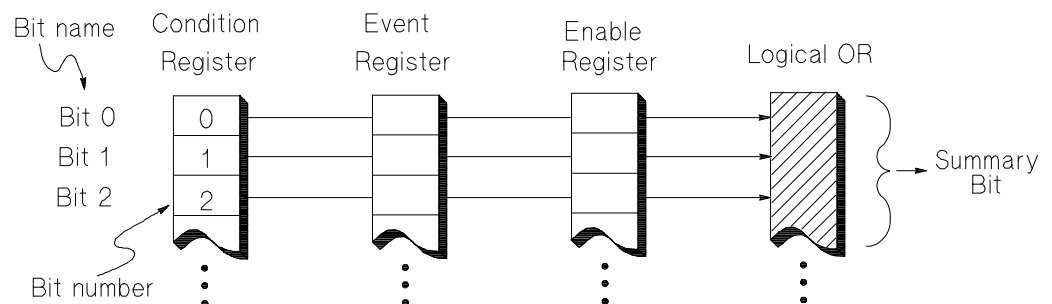 Bit name
Condition
Register
Event
Register
Enable
Register
Logical OR
Bit 0
0
Bit 1
1
Bit 2
2
Summary
Bit
Bit number